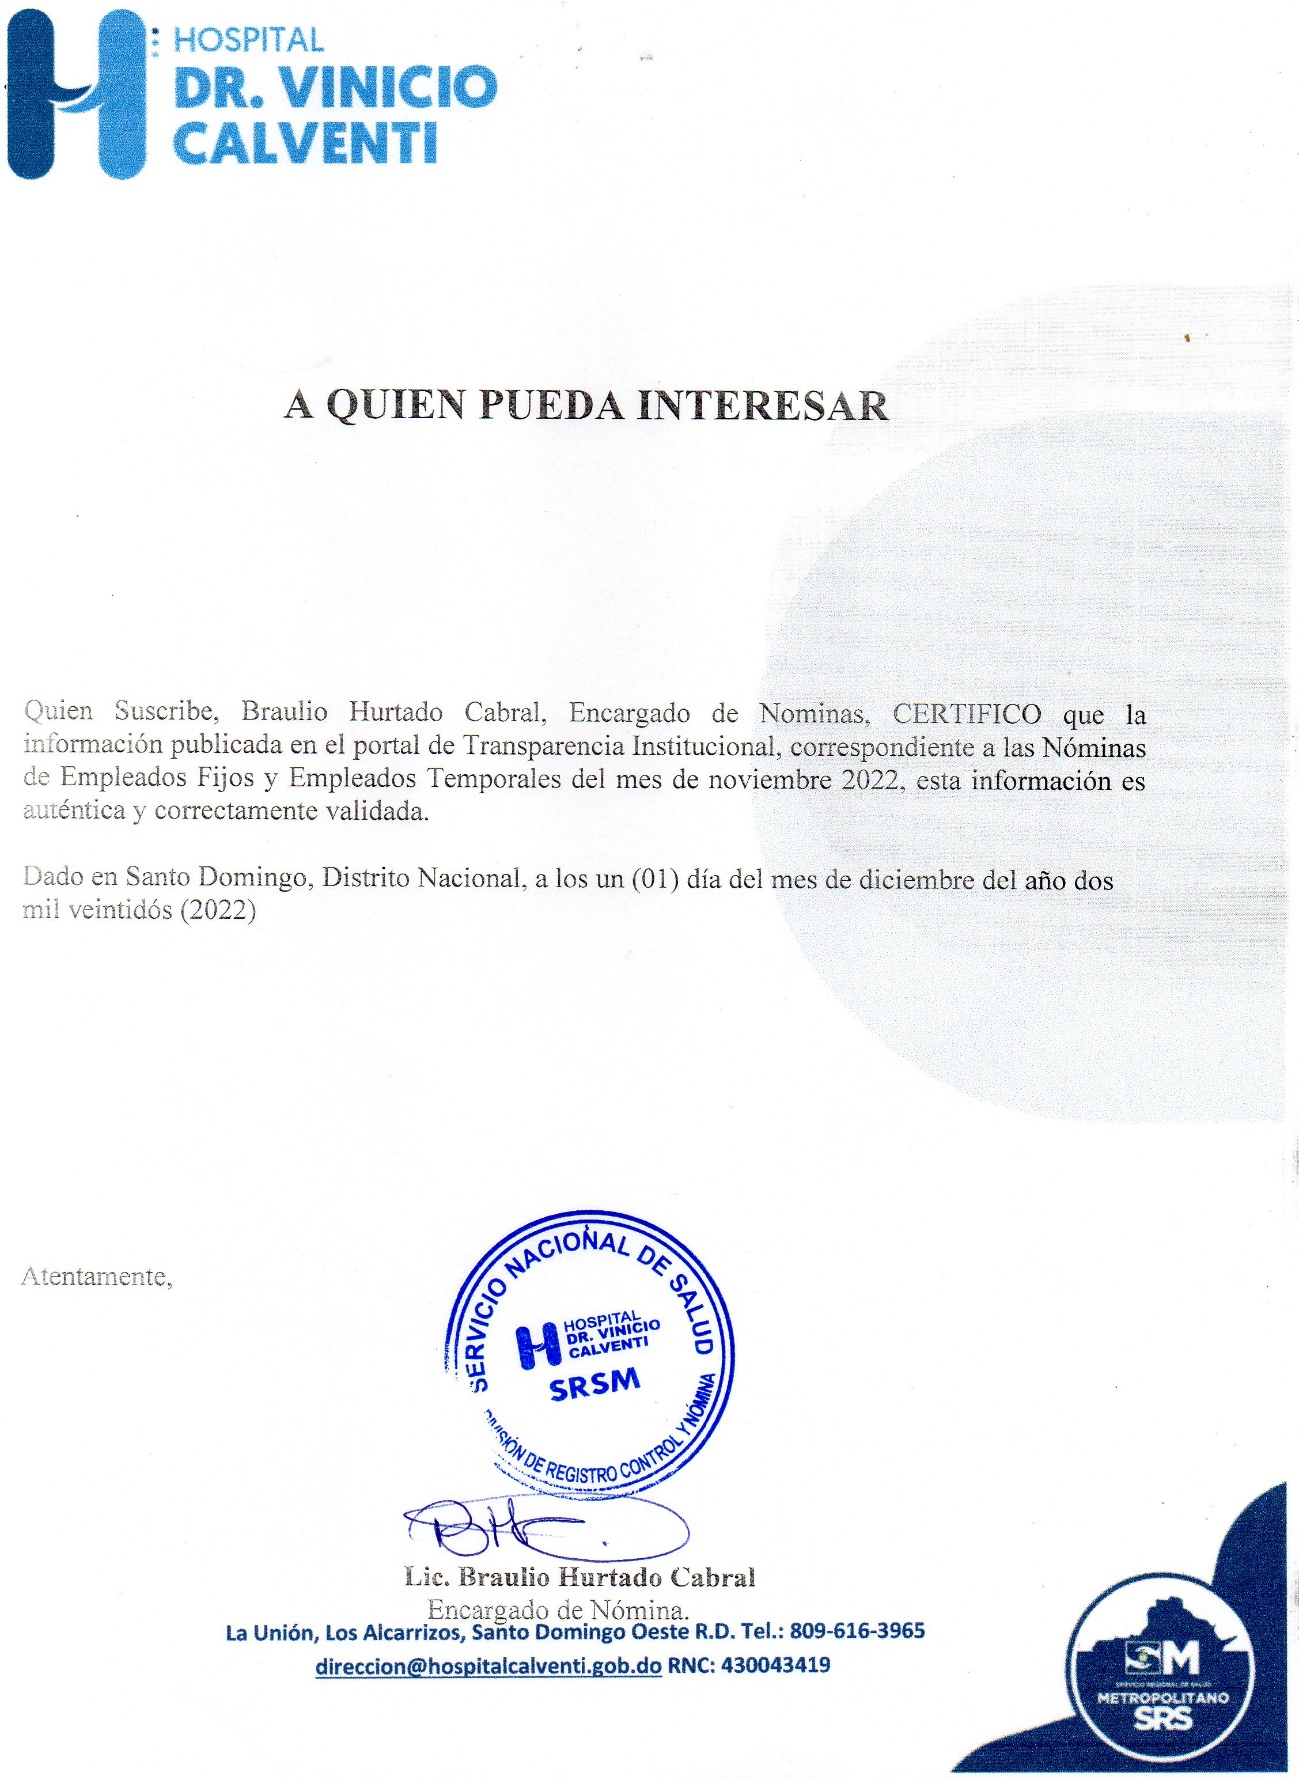 HOSPITAL
DR. VINICIO
CALVENTI
A QUIEN PUEDA INTERESAR
Quien Suscribe, Braulio Hurtado Cabral, Encargado de Nominas, CERTIFICO que la
información publicada en el portal de Transparencia Institucional, correspondiente a las Nóminas
de Empleados Fijos y Empleados Temporales del mes de noviembre 2022, esta información es
auténtica y correctamente validada.
Dado en Santo Domingo, Distrito Nacional, a los un (01) día del mes de diciembre del año dos
mil veintidós (2022)
Atentamente,
SERVICIO NACIONAL DE SALUD
HOSPITAL
DR. VINICIO
CALVENTI
SRSM
DIVISIÓN DE REGISTRO CONTROL Y NÓMINA
Lic. Braulio Hurtado Cabral
Encargado de Nómina.
La Unión, Los Alcarrizos, Santo Domingo Oeste R.D. Tel.: 809-616-3965
direccion@hospitalcalventi.gob.do RNC: 430043419
SM
SERVICIO REGIONAL DE SALUD
METROPOLITANO
SRS